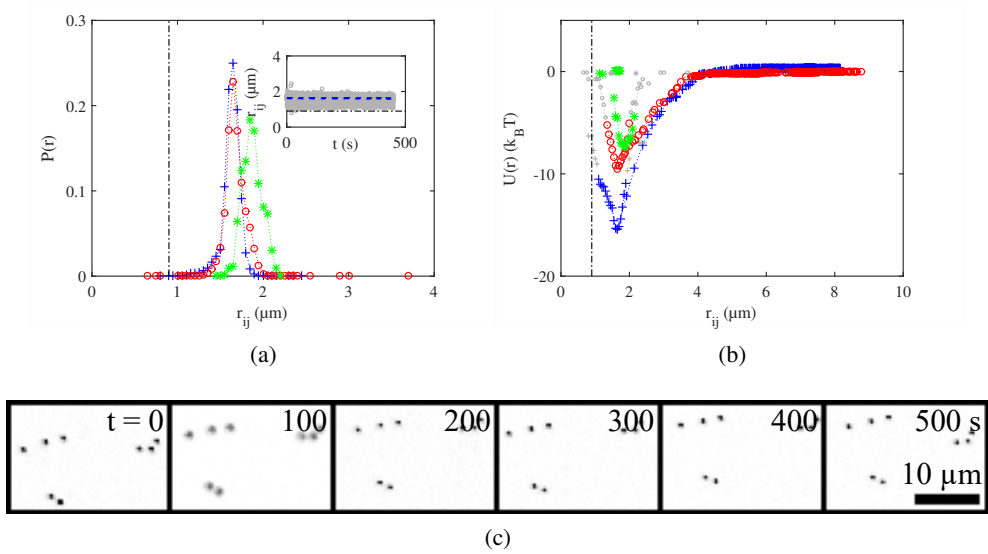 0.3
0.2
0.1
0
P(r)
0 1 2 3 4
r_ij (μm)
4
2
0
r_ij (μm)
0 500
t (s)
(a)
0
-10
-20
U(r) (k_BT)
0 2 4 6 8 10
r_ij (μm)
(b)
t = 0 100 200 300 400 500 s
10 μm
(c)